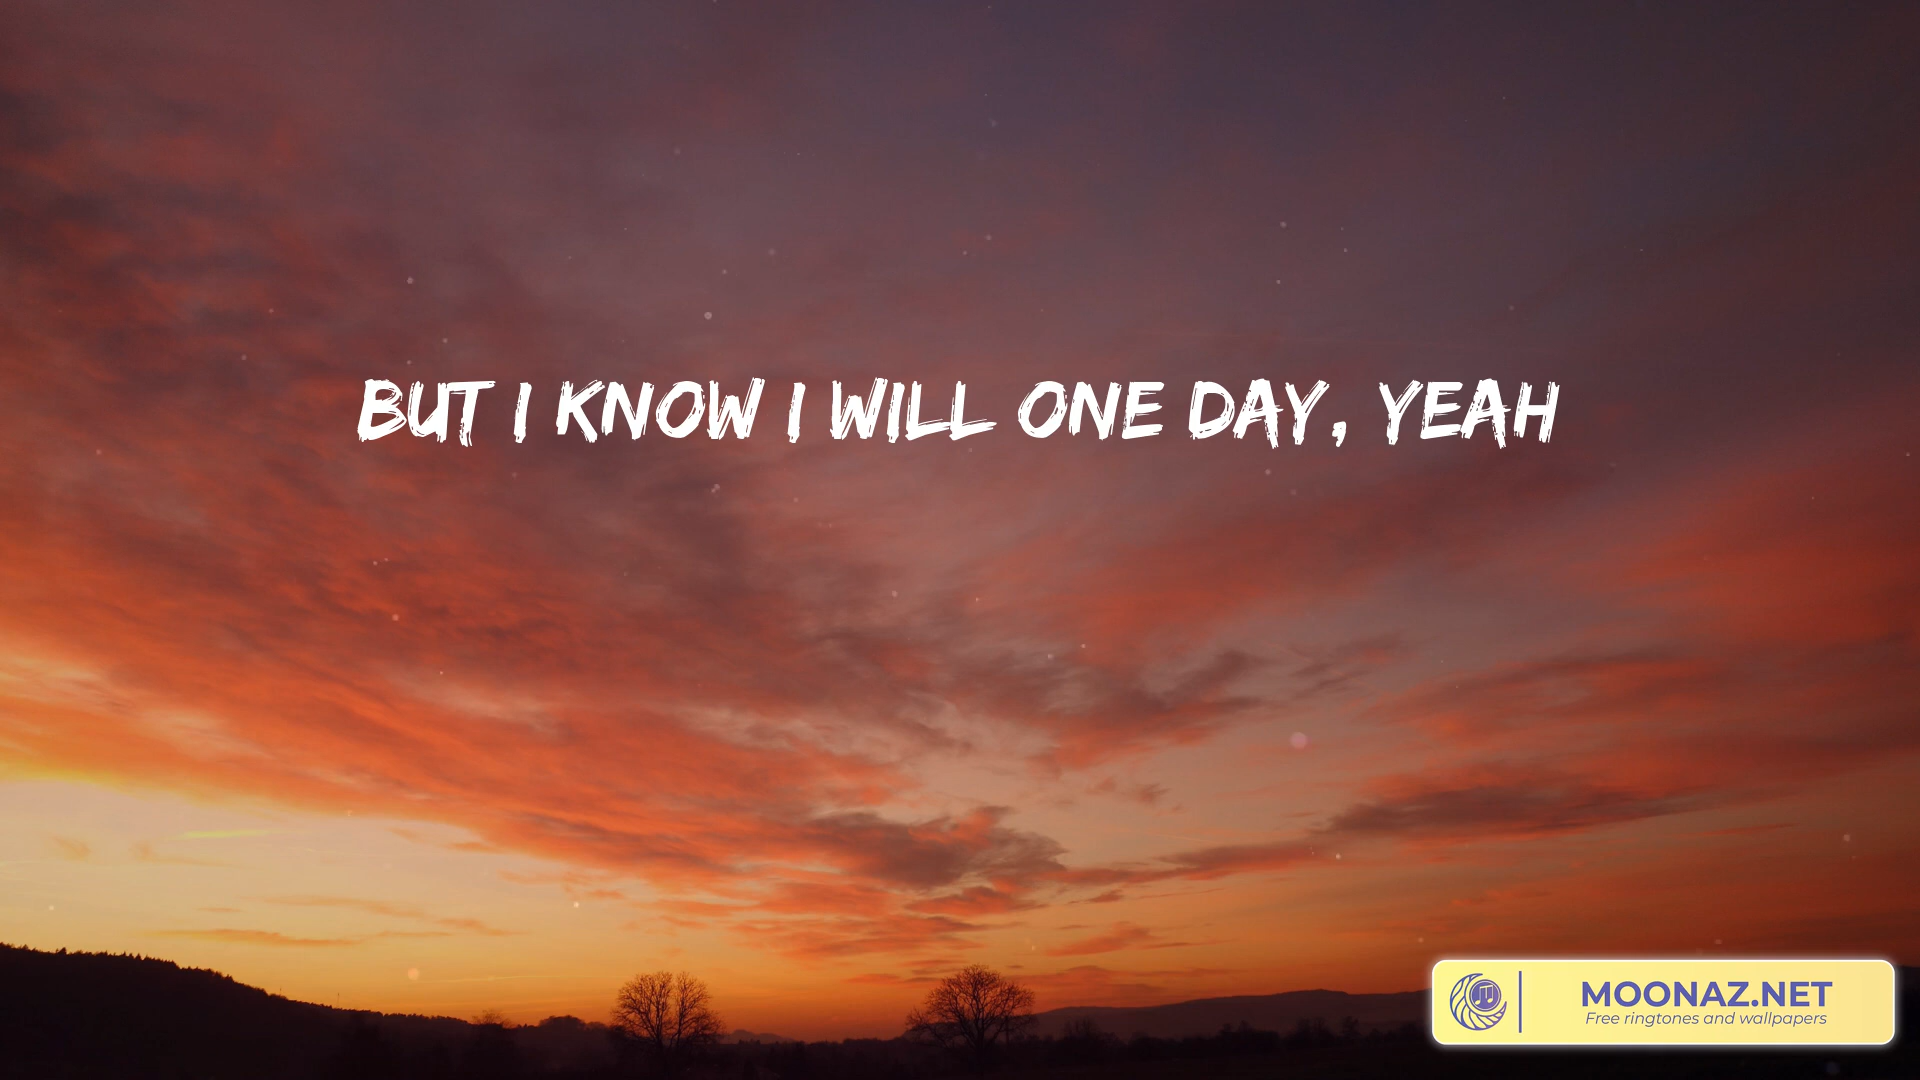 BUT I KNOW I WILL ONE DAY, YEAH
MOONAZ.NET
Free ringtones and wallpapers